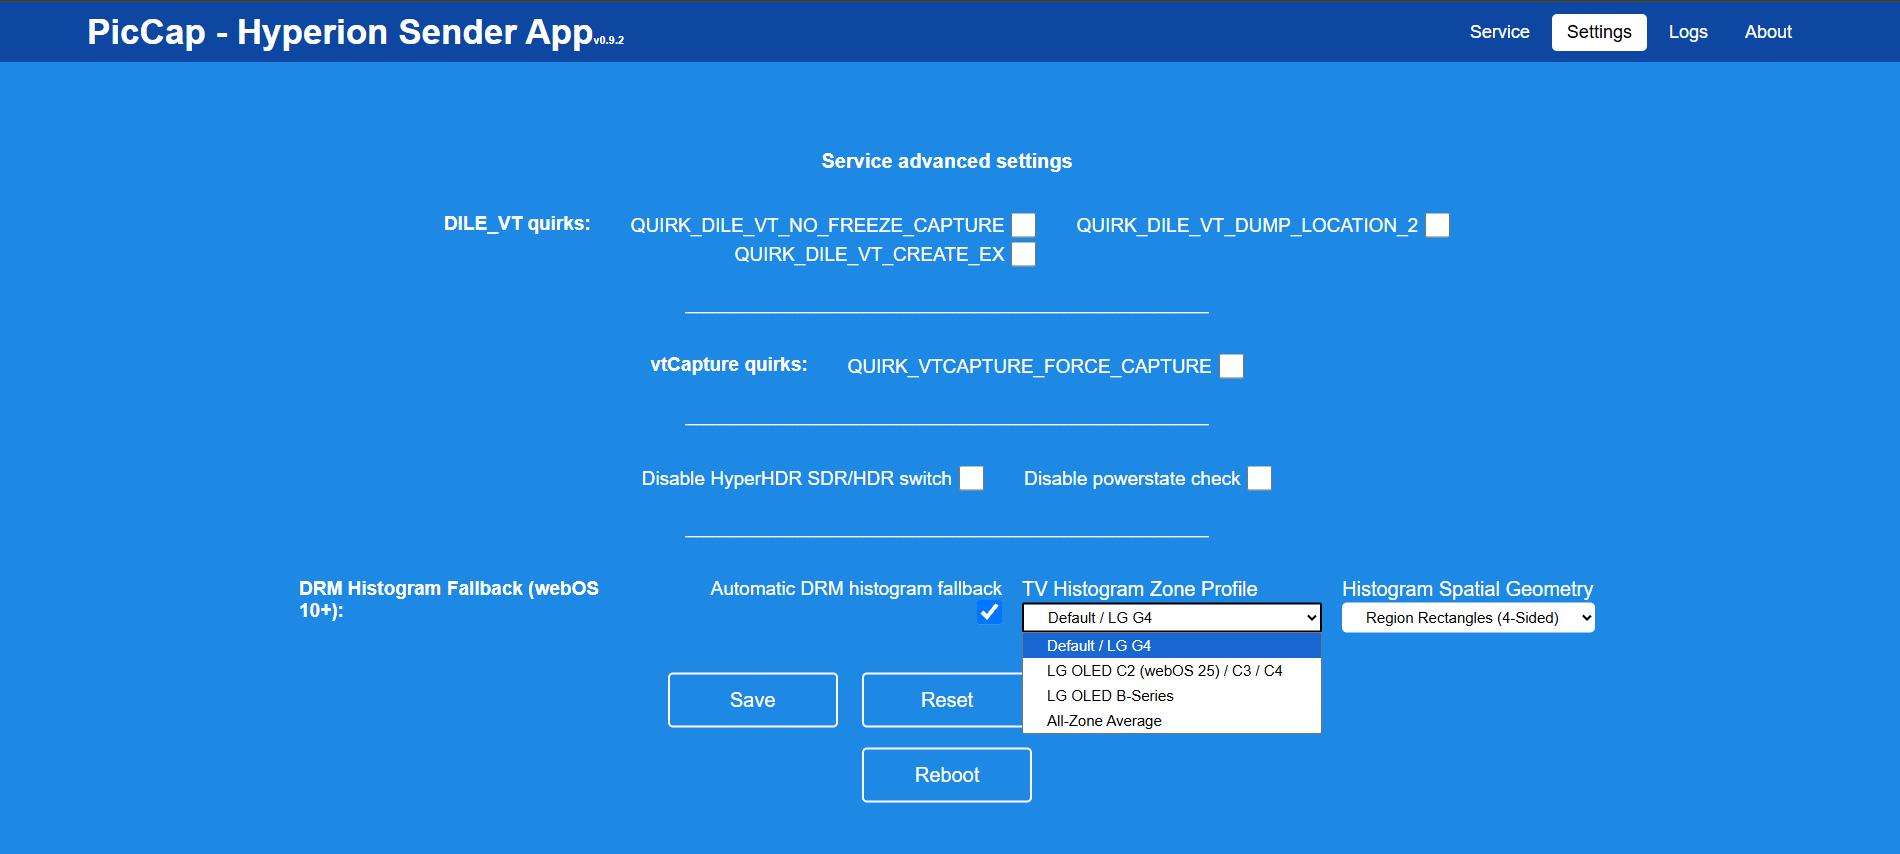 PicCap - Hyperion Sender App v0.9.2
Service Settings Logs About
Service advanced settings
DILE_VT quirks: QUIRK_DILE_VT_NO_FREEZE_CAPTURE QUIRK_DILE_VT_DUMP_LOCATION_2
QUIRK_DILE_VT_CREATE_EX
vtCapture quirks: QUIRK_VTCAPTURE_FORCE_CAPTURE
Disable HyperHDR SDR/HDR switch Disable powerstate check
DRM Histogram Fallback (webOS
10+):
Automatic DRM histogram fallback
TV Histogram Zone Profile
Default / LG G4
Default / LG G4
LG OLED C2 (webOS 25) / C3 / C4
LG OLED B-Series
All-Zone Average
Histogram Spatial Geometry
Region Rectangles (4-Sided)
Save Reset
Reboot